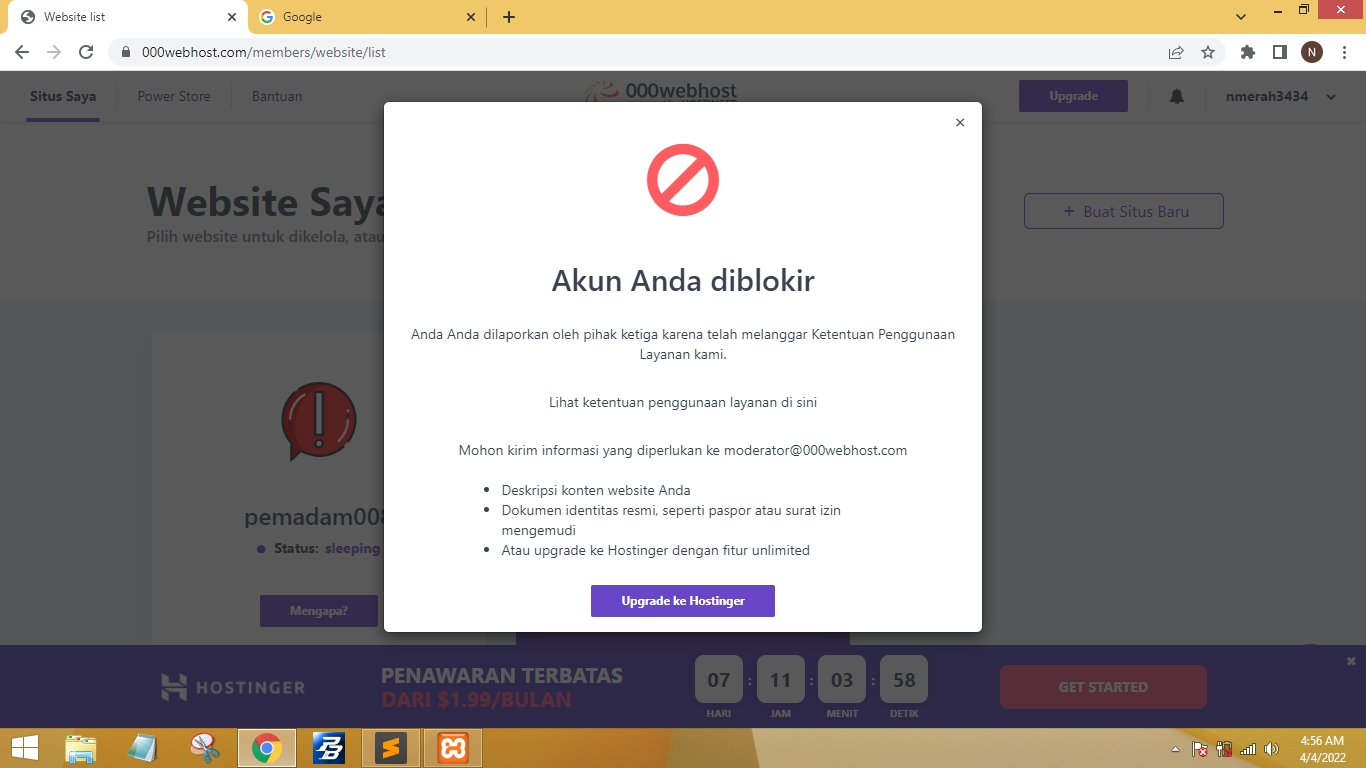 Website list
Google
000webhost.com/members/website/list
N
Situs Saya
Power Store
Bantuan
000webhost
Upgrade
nmerah3434
Website Saya
Pilih website untuk dikelola, atau
+ Buat Situs Baru
Akun Anda diblokir
Anda Anda dilaporkan oleh pihak ketiga karena telah melanggar Ketentuan Penggunaan
Layanan kami.
Lihat ketentuan penggunaan layanan di sini
Mohon kirim informasi yang diperlukan ke moderator@000webhost.com
• Deskripsi konten website Anda
• Dokumen identitas resmi, seperti paspor atau surat izin
mengemudi
• Atau upgrade ke Hostinger dengan fitur unlimited
Upgrade ke Hostinger
pemadam008
Status: sleeping
Mengapa?
HOSTINGER
PENAWARAN TERBATAS
DARI $1.99/BULAN
07 : 11 : 03 : 58
HARI JAM MENIT DETIK
GET STARTED
4:56 AM
4/4/2022